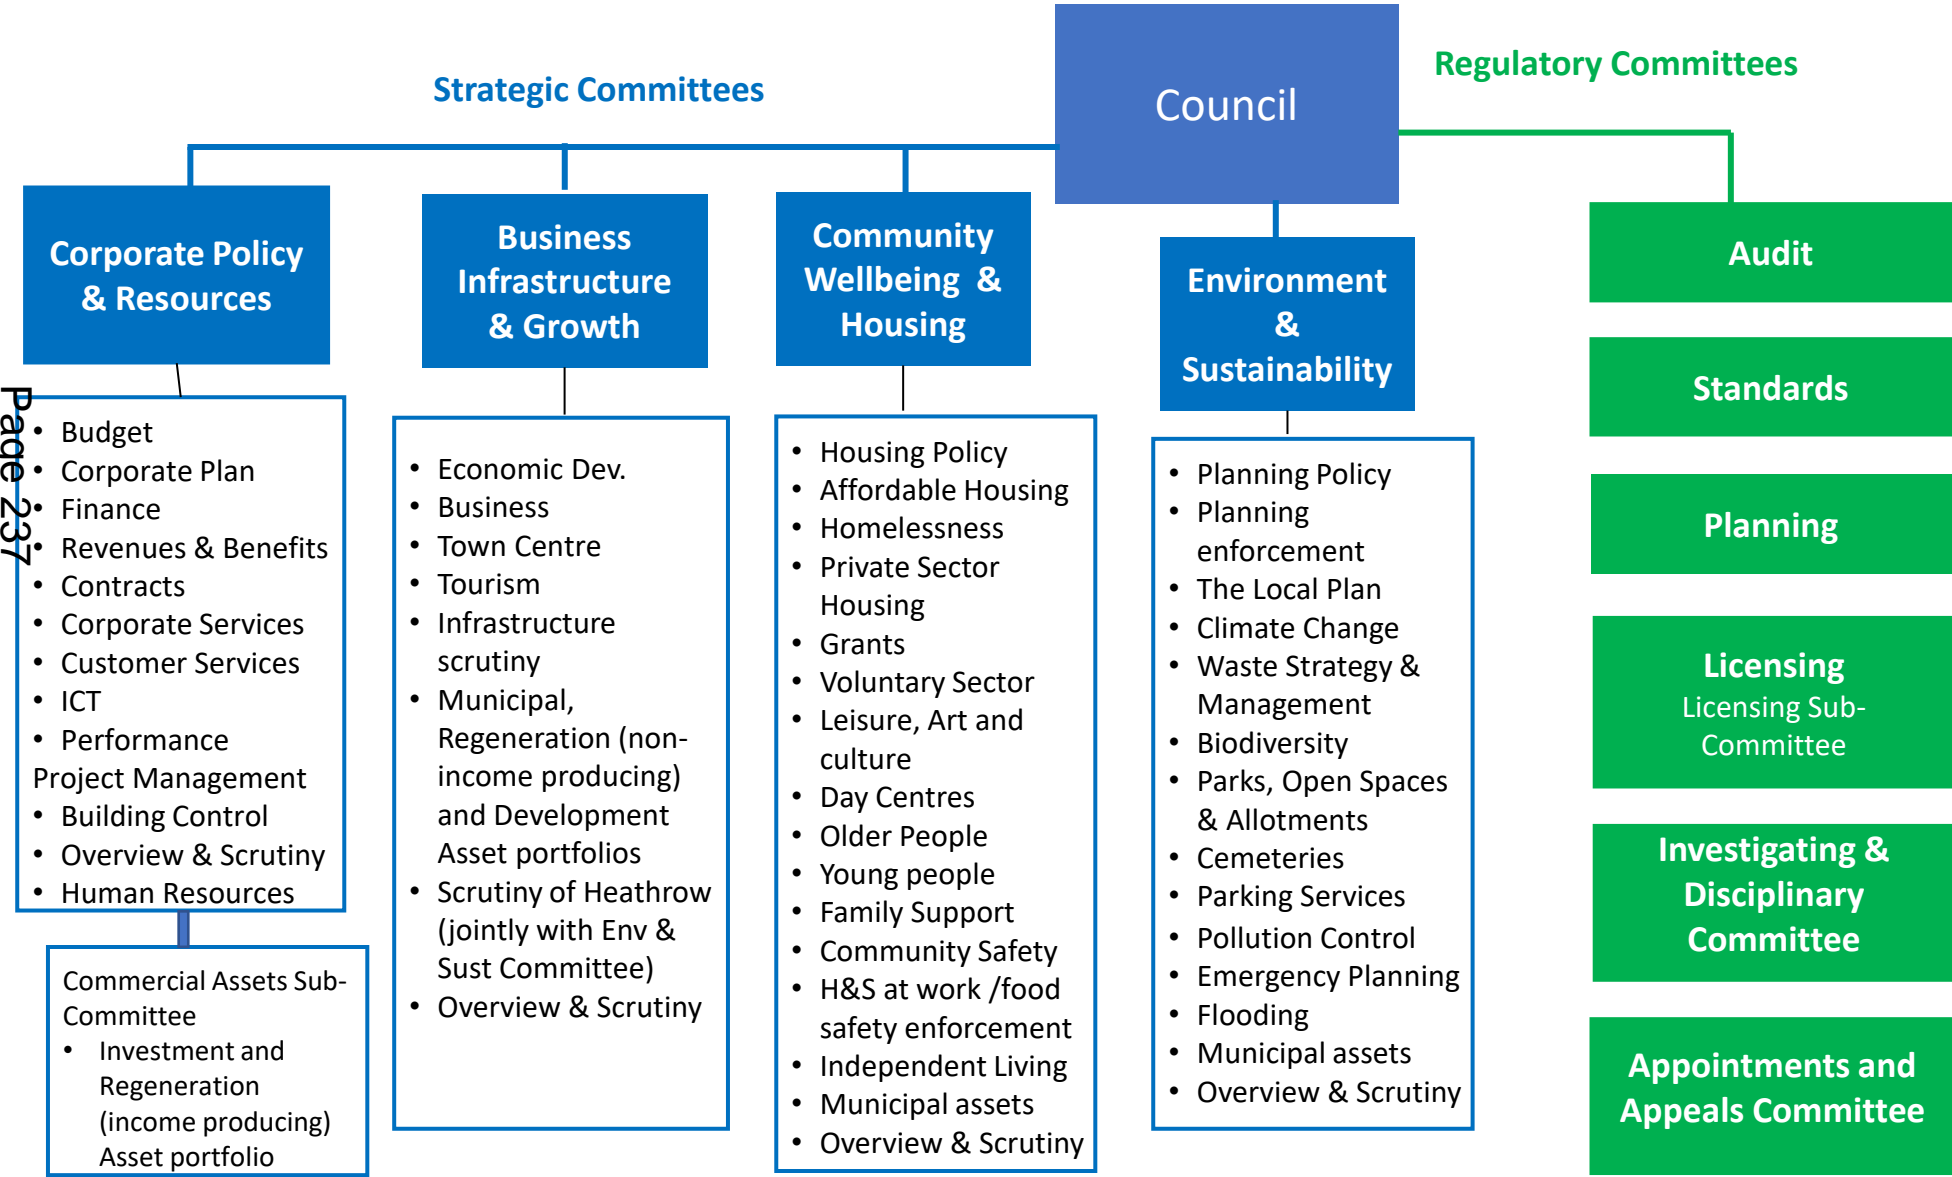 Strategic Committees
Council
Regulatory Committees
Corporate Policy
& Resources
Business
Infrastructure
& Growth
Community
Wellbeing &
Housing
Environment
&
Sustainability
Page 237
• Budget
• Corporate Plan
• Finance
• Revenues & Benefits
• Contracts
• Corporate Services
• Customer Services
• ICT
• Performance
Project Management
• Building Control
• Overview & Scrutiny
• Human Resources
Commercial Assets Sub-
Committee
• Investment and
Regeneration
(income producing)
Asset portfolio
• Economic Dev.
• Business
• Town Centre
• Tourism
• Infrastructure
scrutiny
• Municipal,
Regeneration (non-
income producing)
and Development
Asset portfolios
• Scrutiny of Heathrow
(jointly with Env &
Sust Committee)
• Overview & Scrutiny
• Housing Policy
• Affordable Housing
• Homelessness
• Private Sector
Housing
• Grants
• Voluntary Sector
• Leisure, Art and
culture
• Day Centres
• Older People
• Young people
• Family Support
• Community Safety
• H&S at work /food
safety enforcement
• Independent Living
• Municipal assets
• Overview & Scrutiny
• Planning Policy
• Planning
enforcement
• The Local Plan
• Climate Change
• Waste Strategy &
Management
• Biodiversity
• Parks, Open Spaces
& Allotments
• Cemeteries
• Parking Services
• Pollution Control
• Emergency Planning
• Flooding
• Municipal assets
• Overview & Scrutiny
Audit
Standards
Planning
Licensing
Licensing Sub-
Committee
Investigating &
Disciplinary
Committee
Appointments and
Appeals Committee